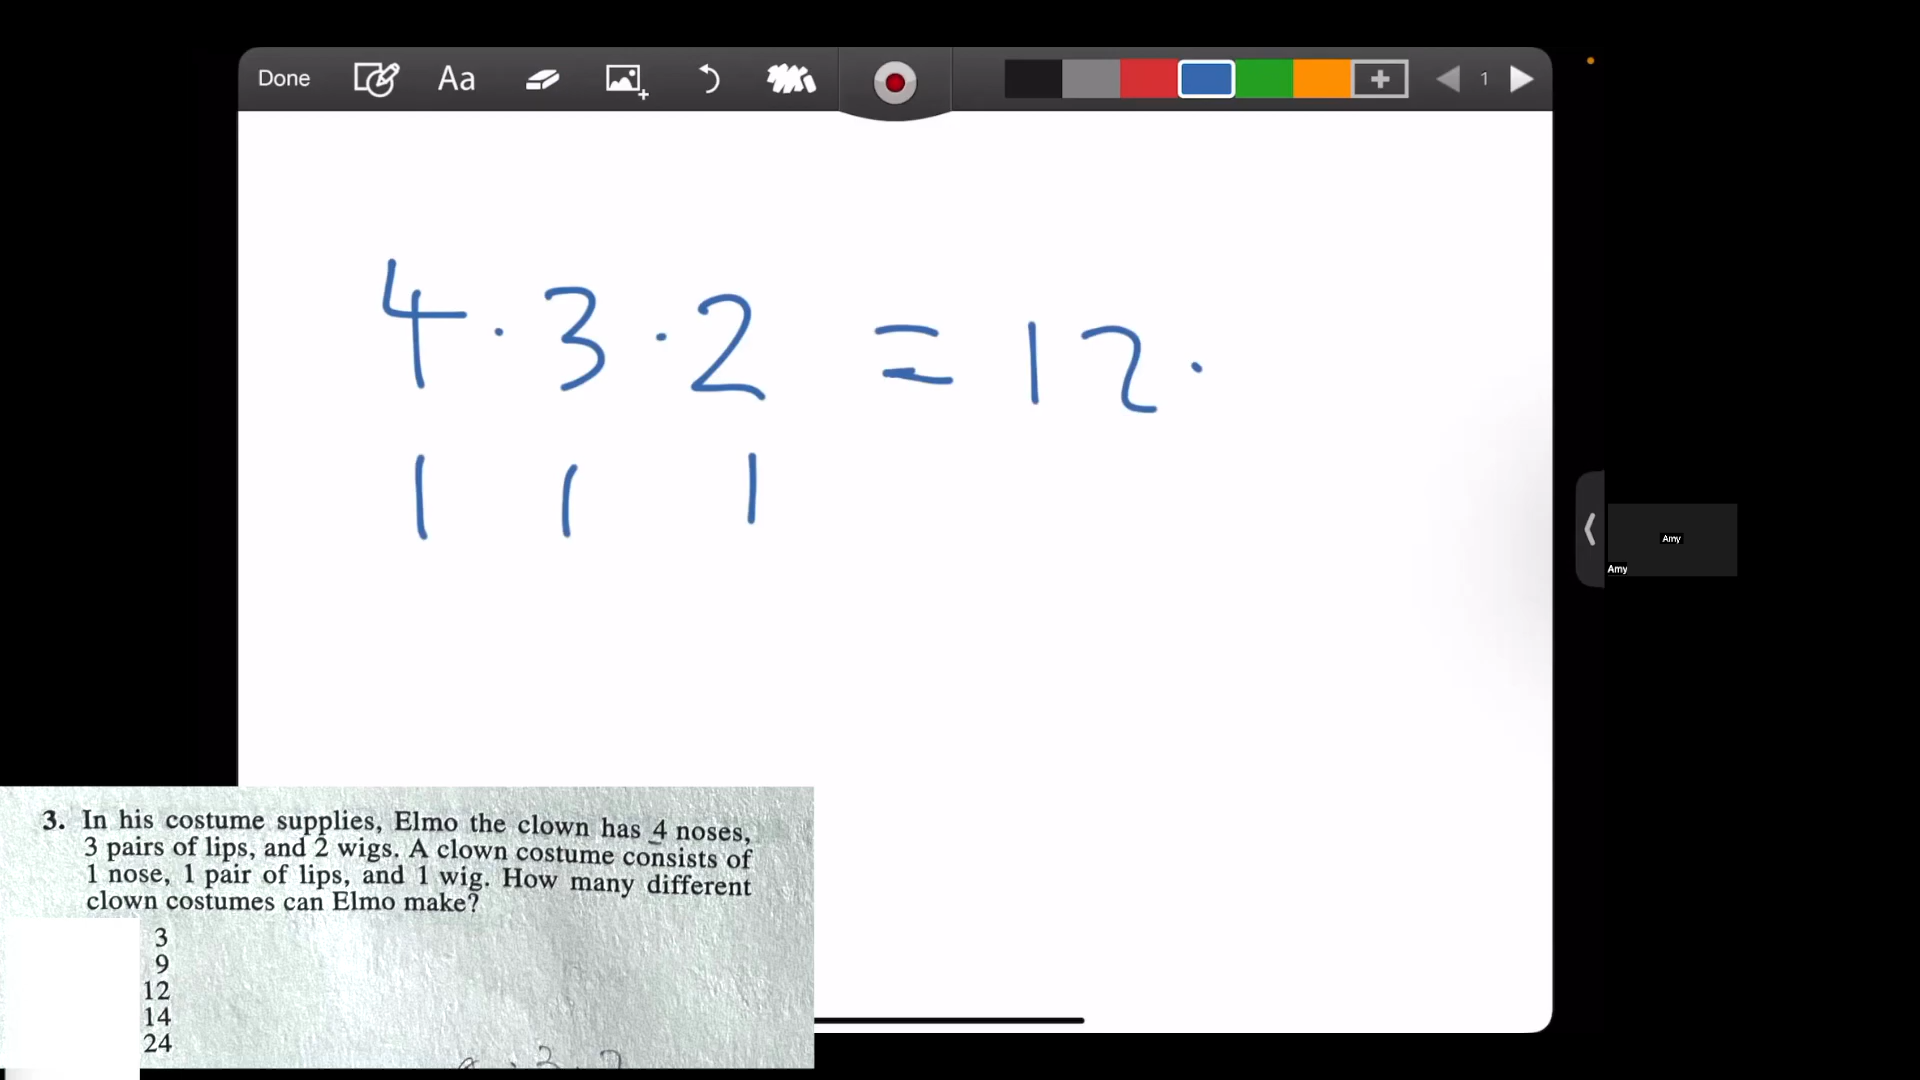 Done Aa 1
4 · 3 · 2 = 12 ·
1 1 1
Amy
Amy
3. In his costume supplies, Elmo the clown has 4 noses,
3 pairs of lips, and 2 wigs. A clown costume consists of
1 nose, 1 pair of lips, and 1 wig. How many different
clown costumes can Elmo make?
3
9
12
14
24